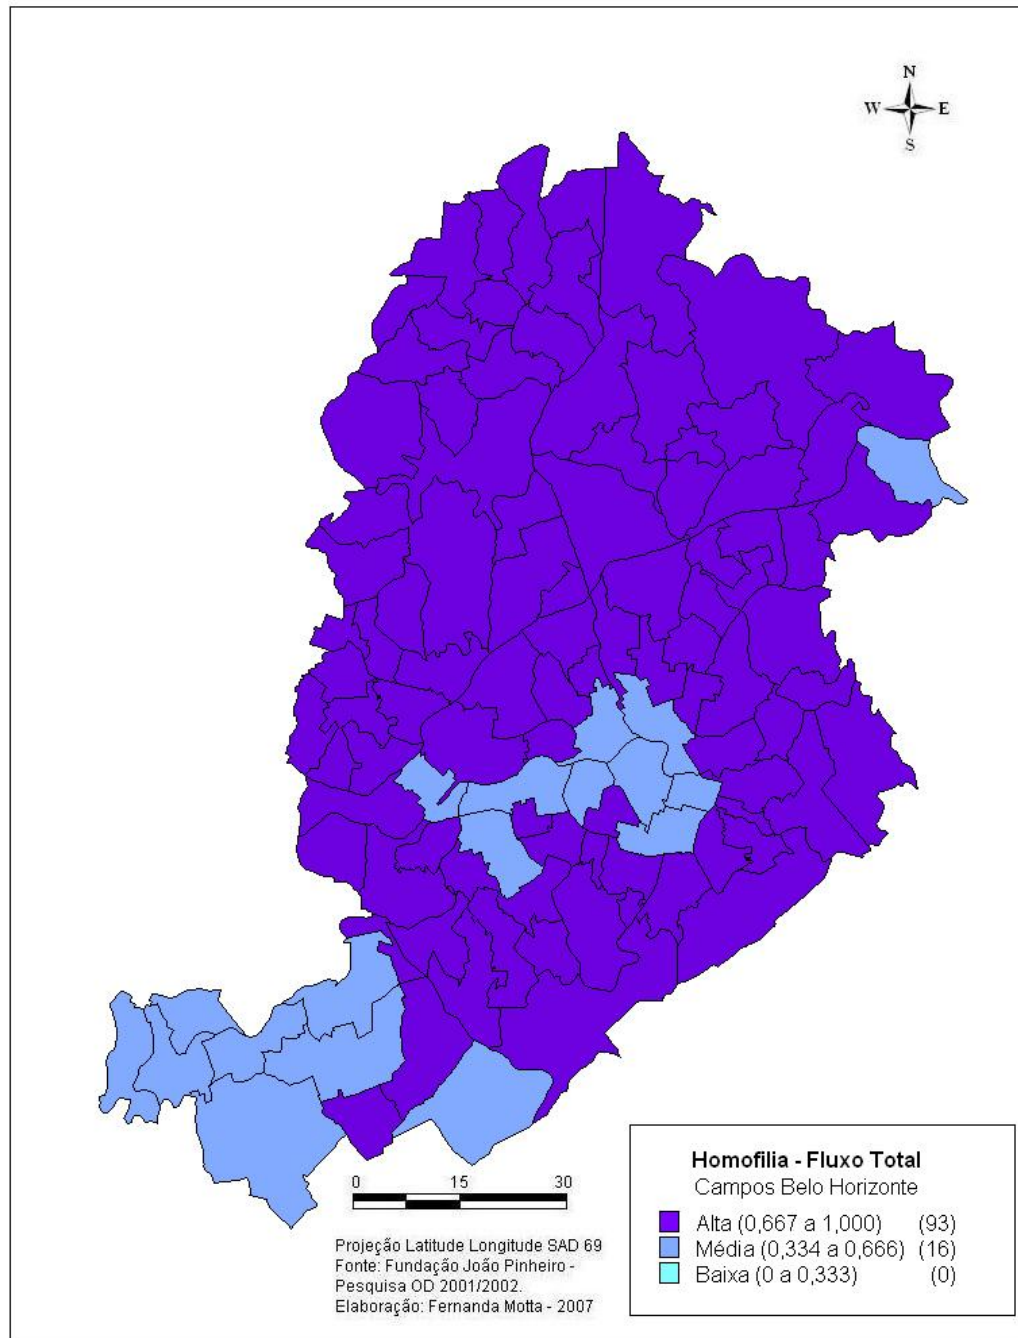 N
W E
S
Homofilia - Fluxo Total
Campos Belo Horizonte
Alta (0,667 a 1,000) (93)
Média (0,334 a 0,666) (16)
Baixa (0 a 0,333) (0)
0 15 30
Projeção Latitude Longitude SAD 69
Fonte: Fundação João Pinheiro -
Pesquisa OD 2001/2002.
Elaboração: Fernanda Motta - 2007